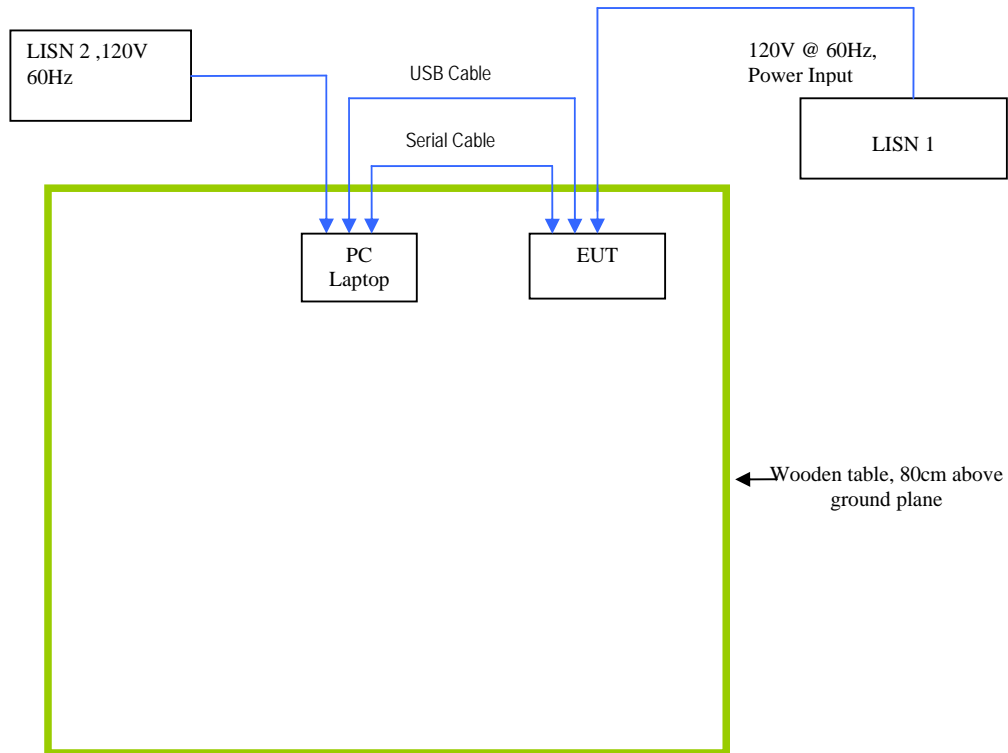 LISN 2 ,120V
60Hz
USB Cable
120V @ 60Hz,
Power Input
Serial Cable
LISN 1
PC
Laptop
EUT
Wooden table, 80cm above
ground plane